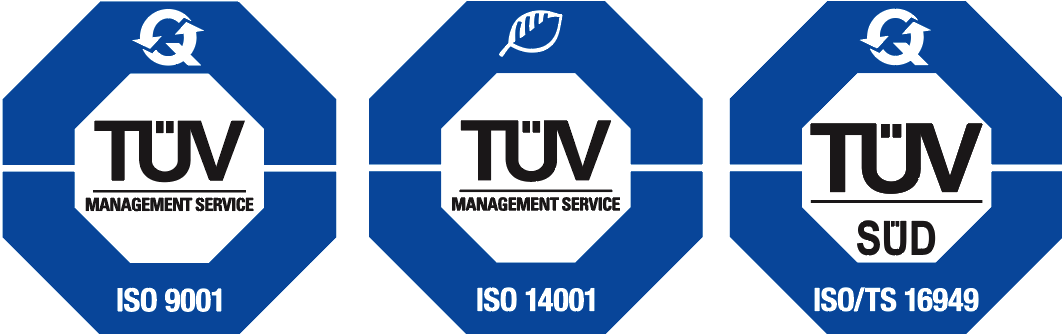 TÜV
MANAGEMENT SERVICE
ISO 9001
TÜV
MANAGEMENT SERVICE
ISO 14001
TÜV
SÜD
ISO/TS 16949